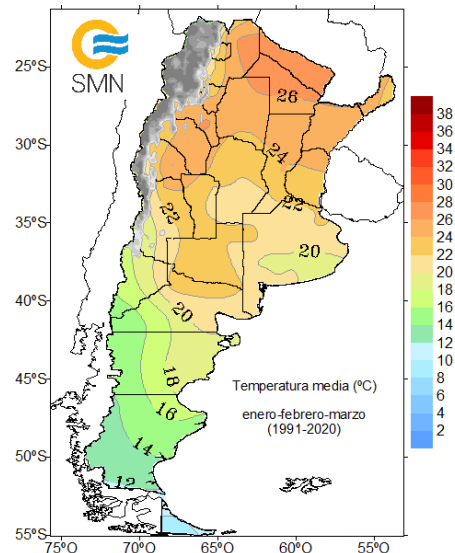 SMN
25°S
30°S
35°S
40°S
45°S
50°S
55°S
75°O
70°O
65°O
60°O
55°O
26
24
22
22
20
20
18
16
14
12
38
36
34
32
30
28
26
24
22
20
18
16
14
12
10
8
6
4
2
Temperatura media (ºC)
enero-febrero-marzo
(1991-2020)